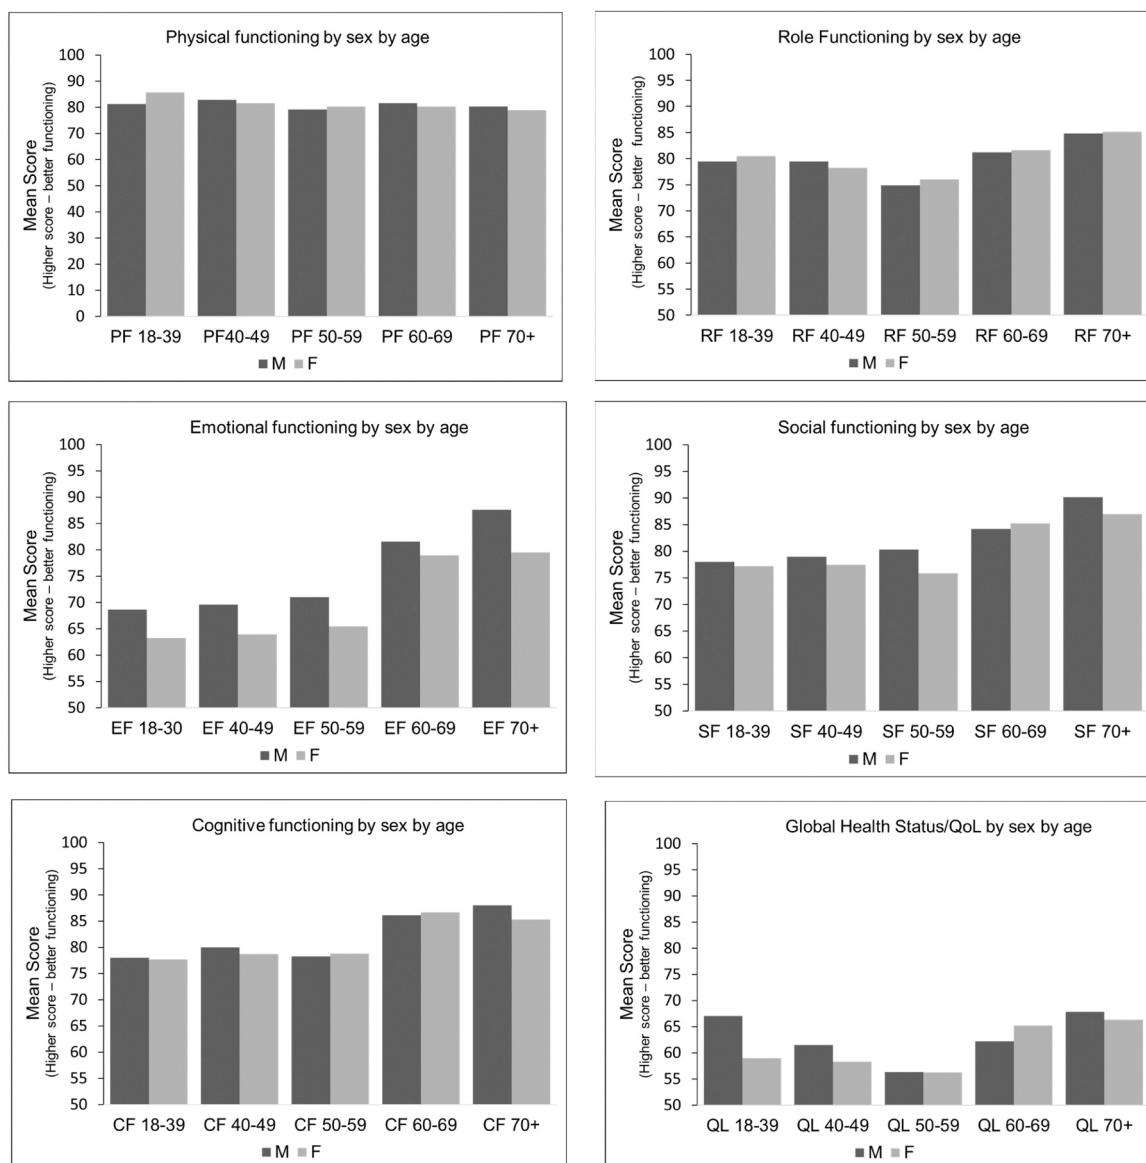 Physical functioning by sex by age
Mean Score
(Higher score – better functioning)
100
90
80
70
60
50
40
30
20
10
0
PF 18-39 PF40-49 PF 50-59 PF 60-69 PF 70+
M F
Role Functioning by sex by age
Mean Score
(Higher score – better functioning)
100
95
90
85
80
75
70
65
60
55
50
RF 18-39 RF 40-49 RF 50-59 RF 60-69 RF 70+
M F
Emotional functioning by sex by age
Mean Score
(Higher score – better functioning)
100
95
90
85
80
75
70
65
60
55
50
EF 18-30 EF 40-49 EF 50-59 EF 60-69 EF 70+
M F
Social functioning by sex by age
Mean Score
(Higher score – better functioning)
100
95
90
85
80
75
70
65
60
55
50
SF 18-39 SF 40-49 SF 50-59 SF 60-69 SF 70+
M F
Cognitive functioning by sex by age
Mean Score
(Higher score – better functioning)
100
95
90
85
80
75
70
65
60
55
50
CF 18-39 CF 40-49 CF 50-59 CF 60-69 CF 70+
M F
Global Health Status/QoL by sex by age
Mean Score
(Higher score – better functioning)
100
95
90
85
80
75
70
65
60
55
50
QL 18-39 QL 40-49 QL 50-59 QL 60-69 QL 70+
M F